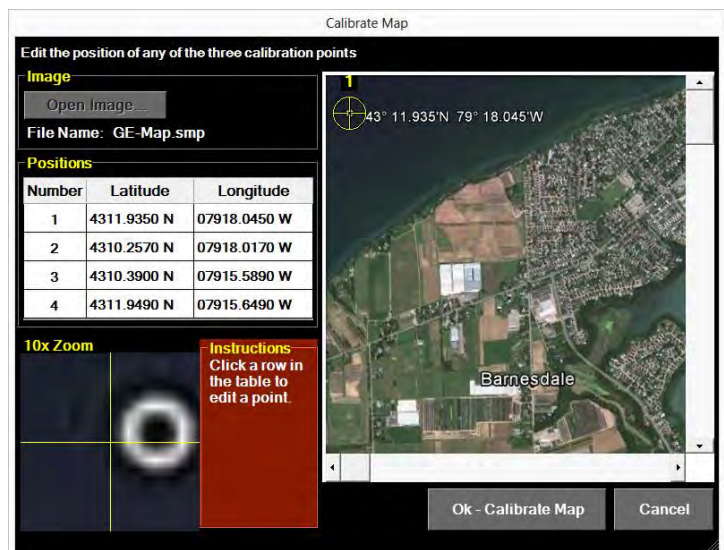 Calibrate Map
Edit the position of any of the three calibration points
Image
Open Image...
File Name: GE-Map.smp
Positions
Number Latitude Longitude
1 4311.9350 N 07918.0450 W
2 4310.2570 N 07918.0170 W
3 4310.3900 N 07915.5890 W
4 4311.9490 N 07915.6490 W
10x Zoom
Instructions
Click a row in
the table to
edit a point.
1
43° 11.935'N 79° 18.045'W
Barnesdale
Ok - Calibrate Map Cancel